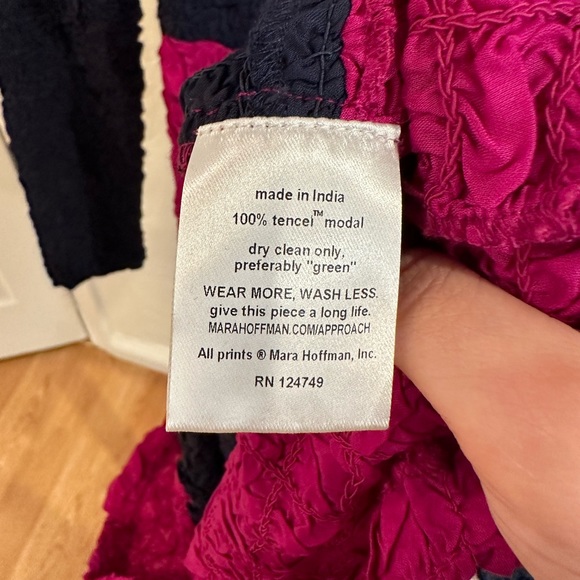 made in India
100% tencel™ modal
dry clean only,
preferably "green"
WEAR MORE, WASH LESS.
give this piece a long life.
MARAHOFFMAN.COM/APPROACH
All prints ® Mara Hoffman, Inc.
RN 124749